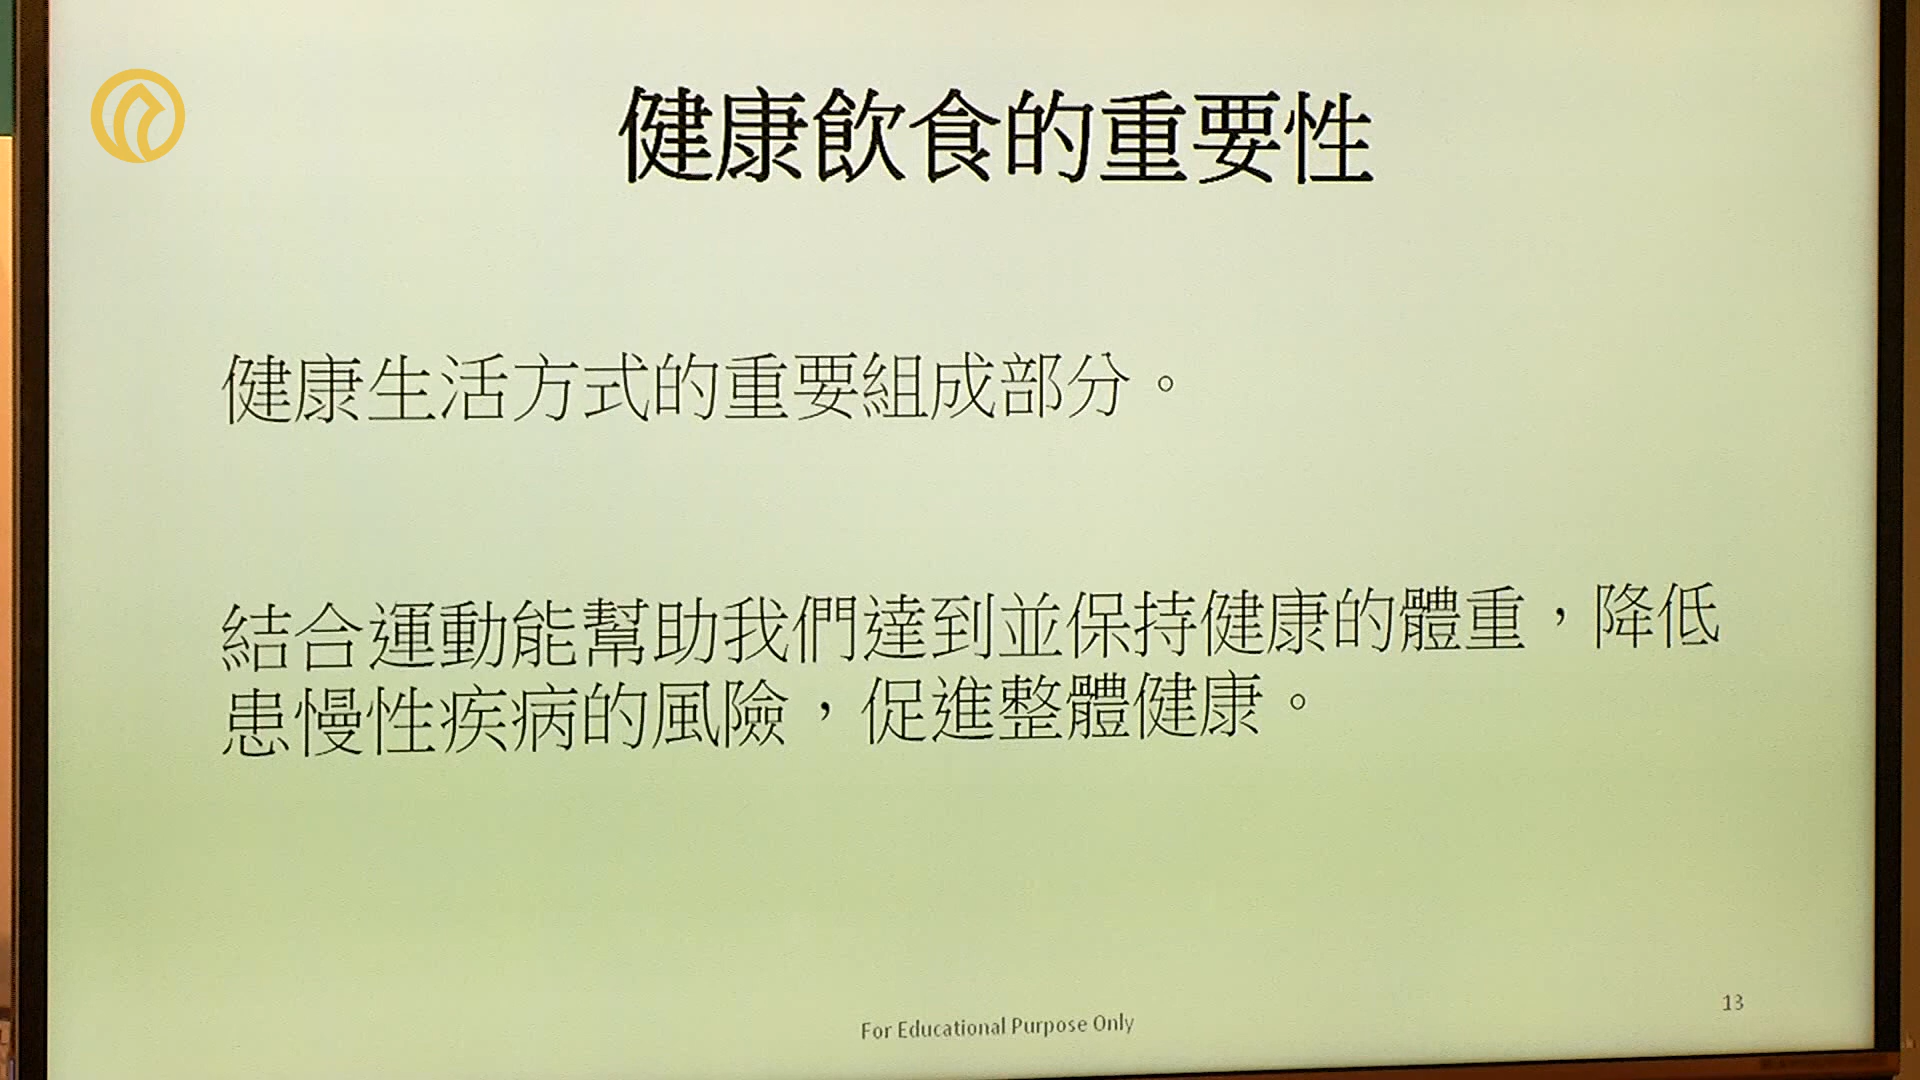 健康飲食的重要性
健康生活方式的重要組成部分。
結合運動能幫助我們達到並保持健康的體重，降低
患慢性疾病的風險，促進整體健康。
For Educational Purpose Only
13